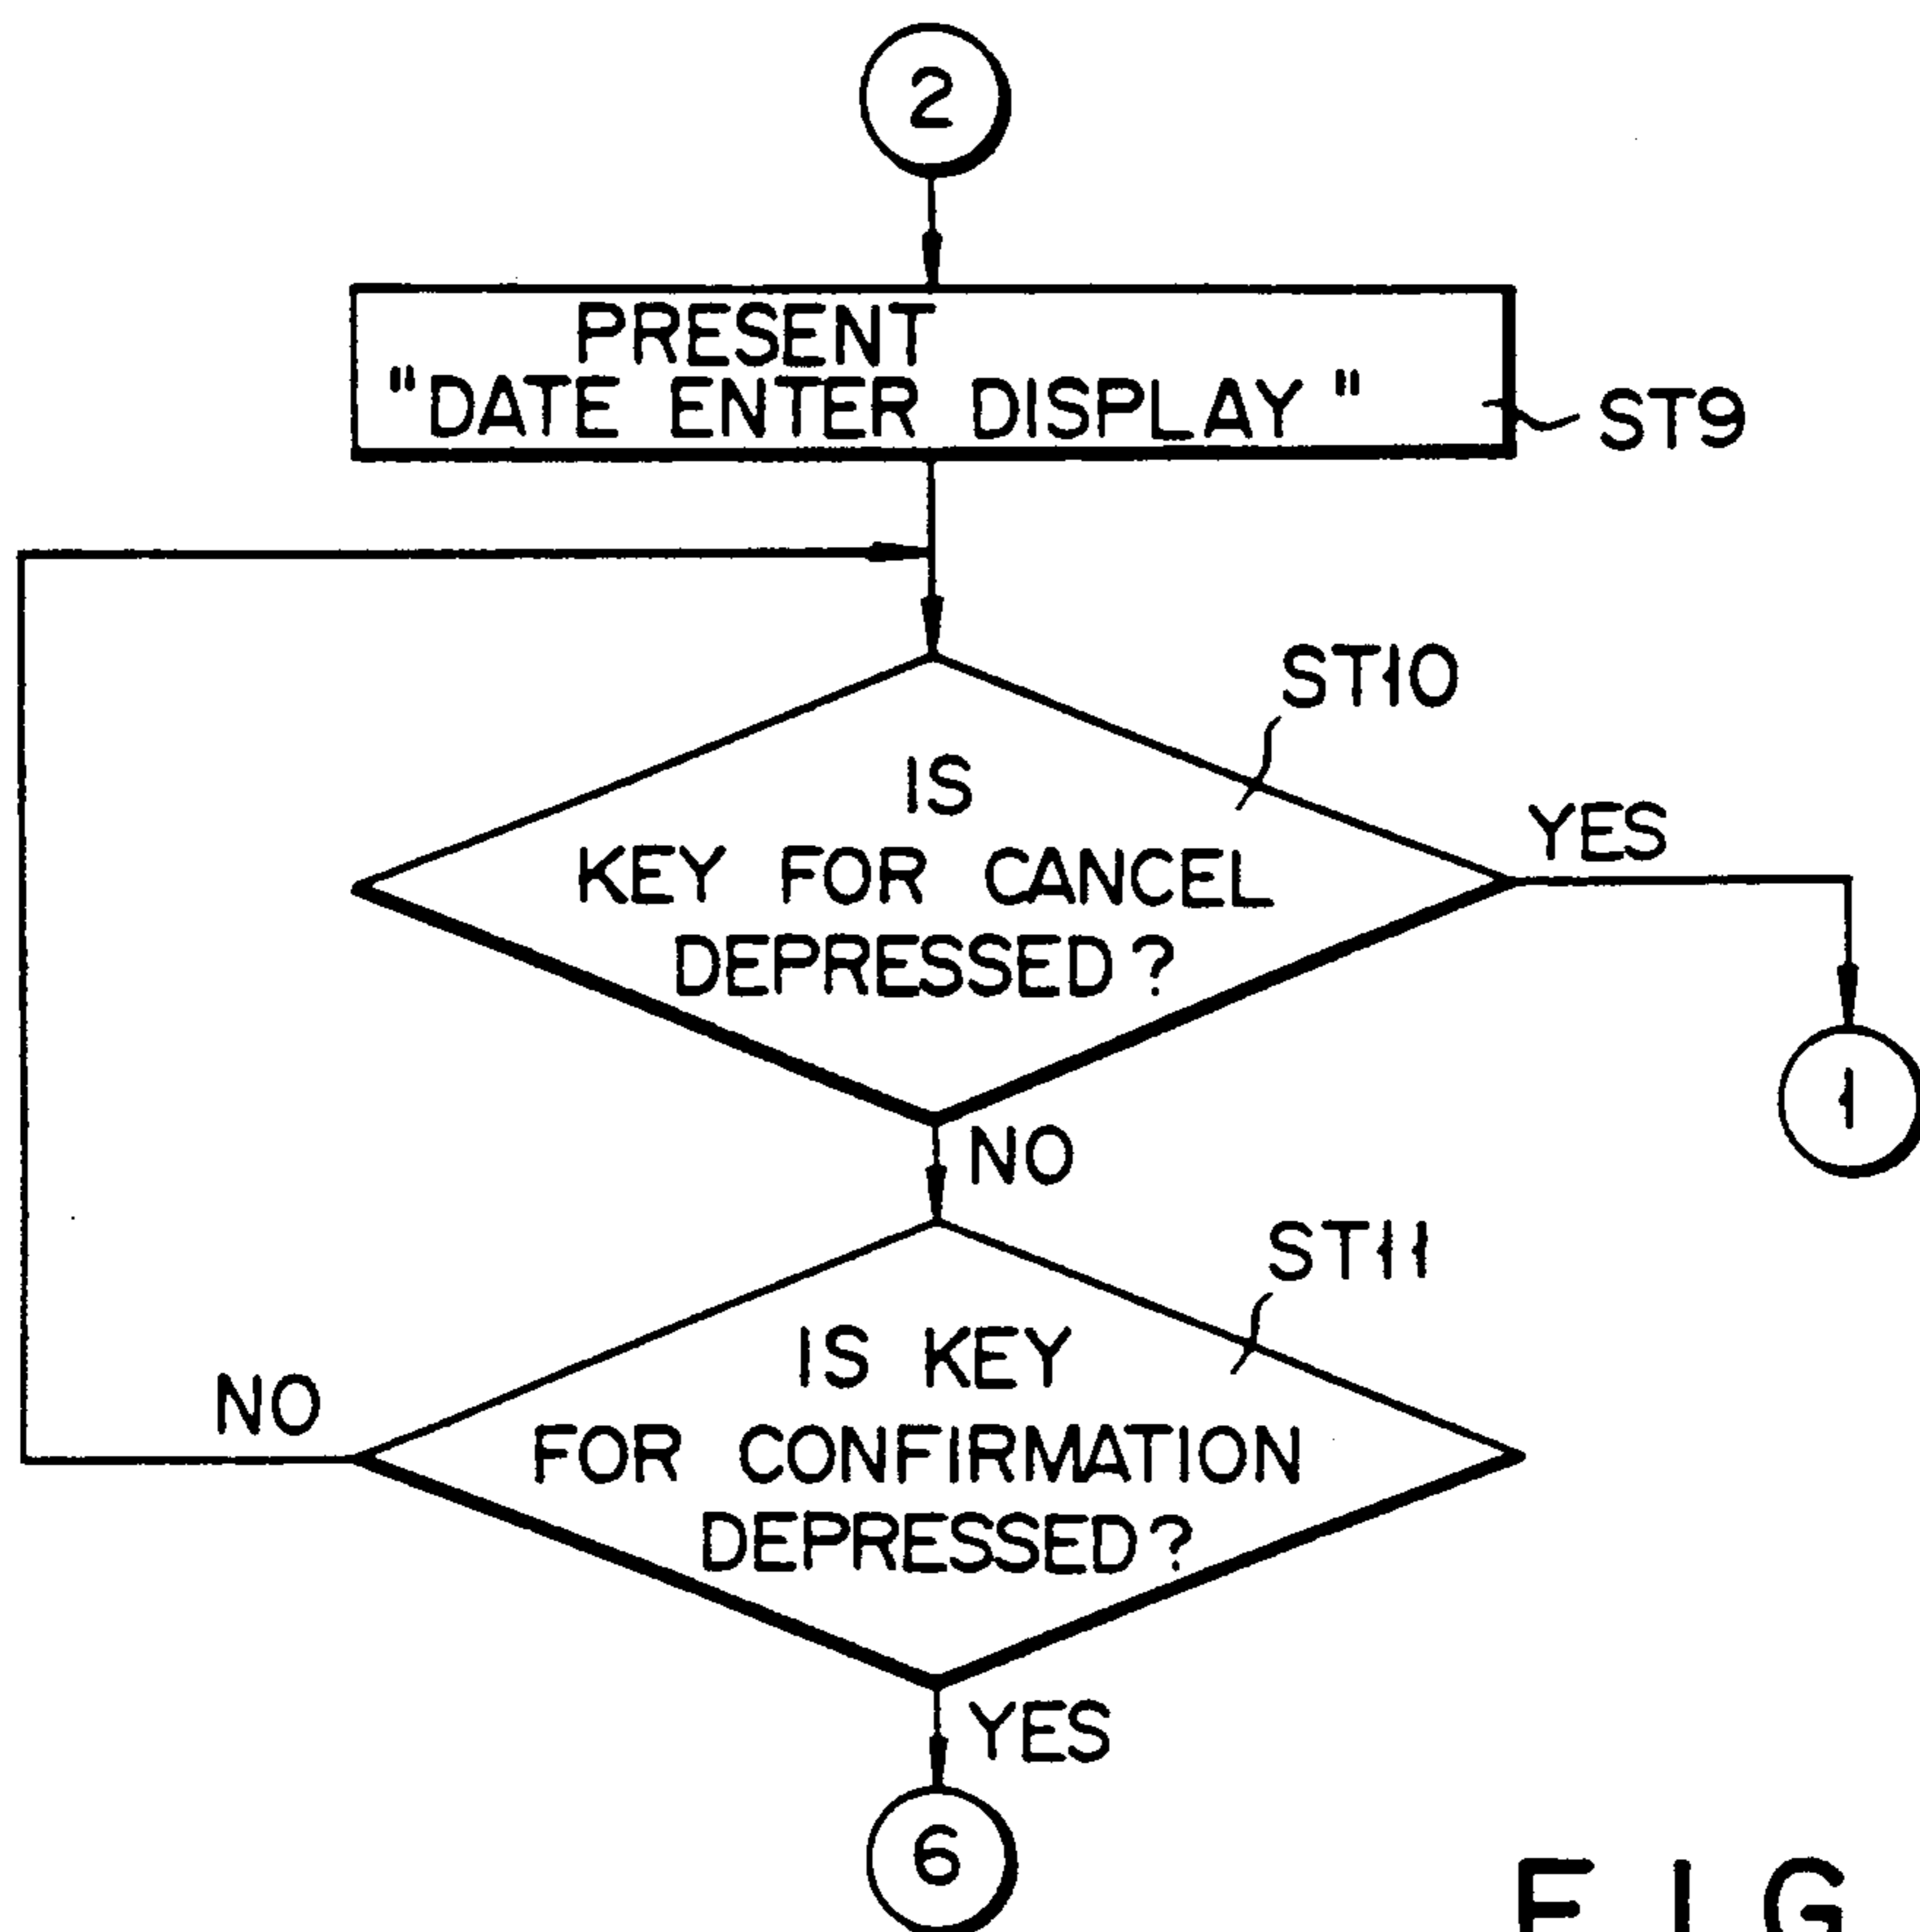 2
PRESENT
"DATE ENTER DISPLAY"
ST9
ST10
IS
KEY FOR CANCEL
DEPRESSED?
YES
1
NO
ST11
IS KEY
FOR CONFIRMATION
DEPRESSED?
NO
YES
6
FIG